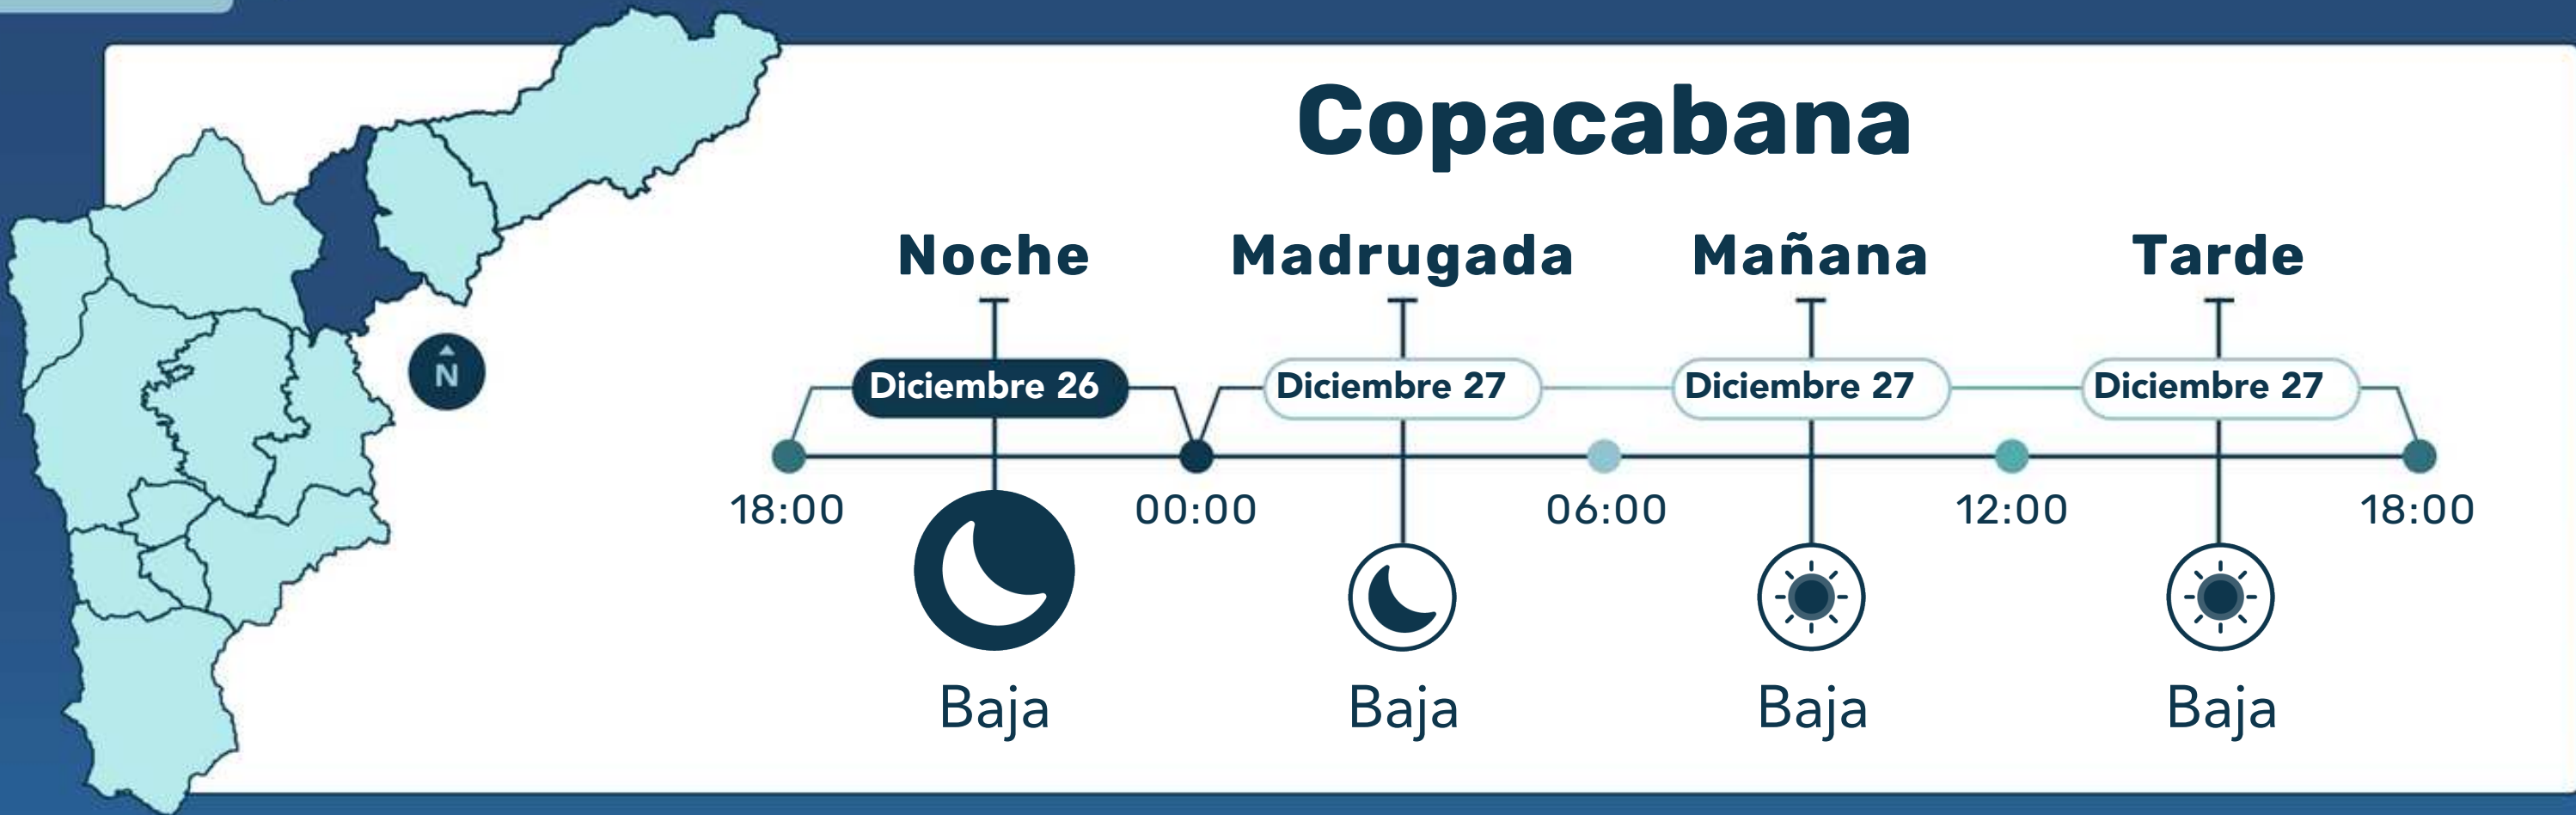 Copacabana
Noche Madrugada Mañana Tarde
N
Diciembre 26 Diciembre 27 Diciembre 27 Diciembre 27
18:00 00:00 06:00 12:00 18:00
Baja Baja Baja Baja